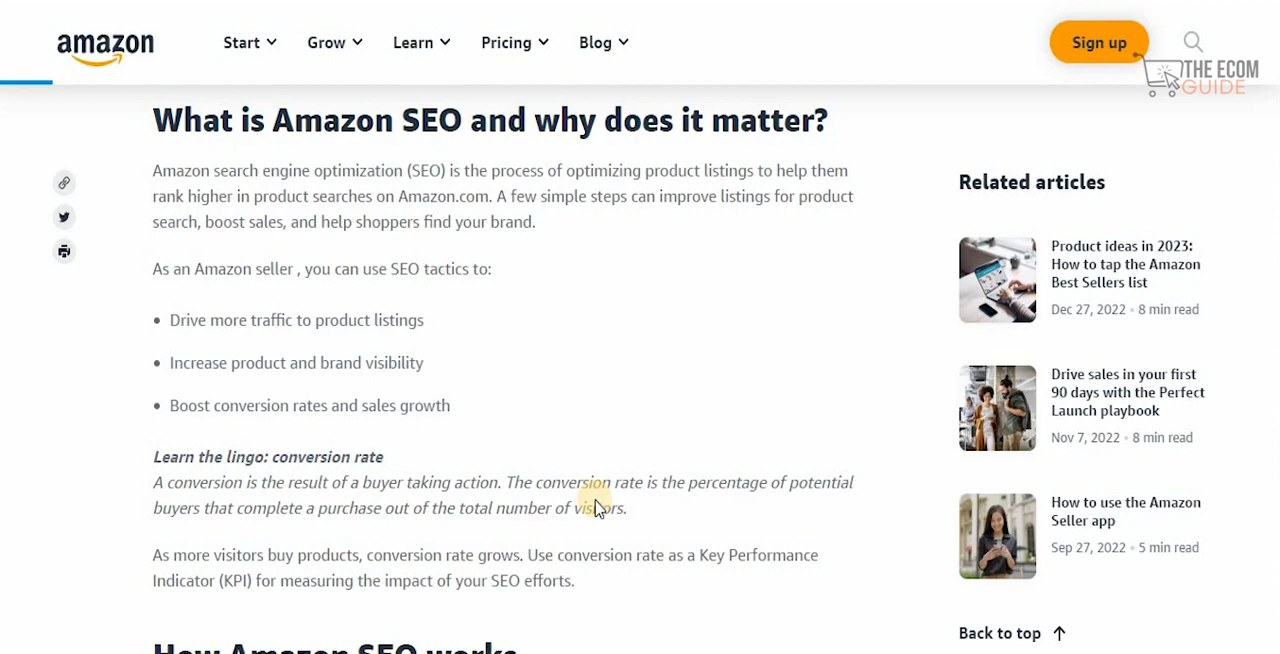 amazon
Start
Grow
Learn
Pricing
Blog
Sign up
THE ECOM
GUIDE
What is Amazon SEO and why does it matter?
Amazon search engine optimization (SEO) is the process of optimizing product listings to help them
rank higher in product searches on Amazon.com. A few simple steps can improve listings for product
search, boost sales, and help shoppers find your brand.
As an Amazon seller , you can use SEO tactics to:
• Drive more traffic to product listings
• Increase product and brand visibility
• Boost conversion rates and sales growth
Learn the lingo: conversion rate
A conversion is the result of a buyer taking action. The conversion rate is the percentage of potential
buyers that complete a purchase out of the total number of visitors.
As more visitors buy products, conversion rate grows. Use conversion rate as a Key Performance
Indicator (KPI) for measuring the impact of your SEO efforts.
How Amazon SEO works
Related articles
Product ideas in 2023:
How to tap the Amazon
Best Sellers list
Dec 27, 2022 • 8 min read
Drive sales in your first
90 days with the Perfect
Launch playbook
Nov 7, 2022 • 8 min read
How to use the Amazon
Seller app
Sep 27, 2022 • 5 min read
Back to top